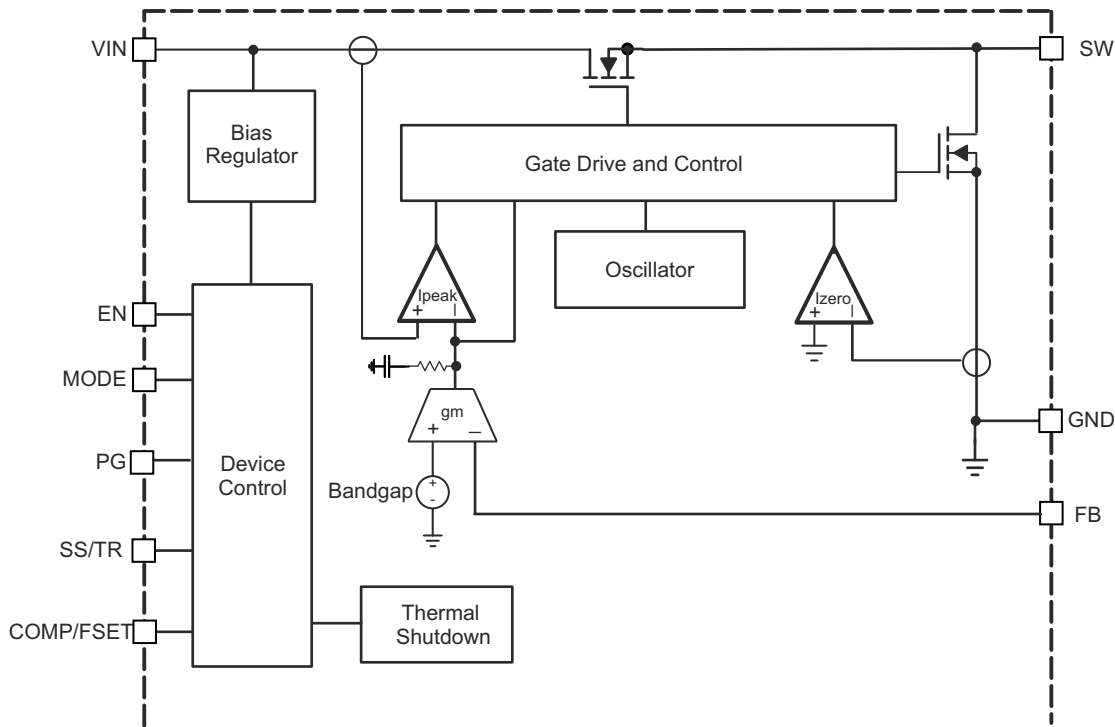 VIN
SW
Bias
Regulator
Gate Drive and Control
Oscillator
Ipeak
+ –
Izero
+ –
EN
MODE
gm
+ –
GND
PG
Device
Control
Bandgap
+
-
FB
SS/TR
Thermal
Shutdown
COMP/FSET